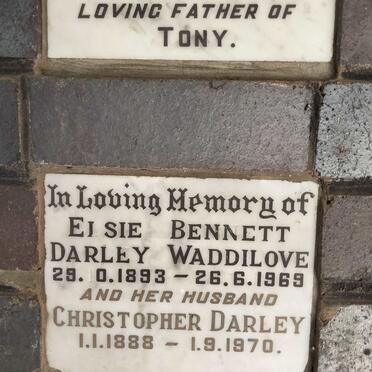 LOVING FATHER OF
TONY.
In Loving Memory of
ELSIE BENNETT
DARLEY WADDILOVE
29.10.1893 – 26.6.1969
AND HER HUSBAND
CHRISTOPHER DARLEY
1.1.1888 – 1.9.1970.